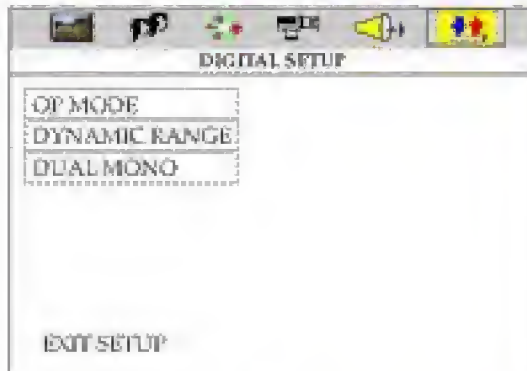 DIGITAL SETUP
OP MODE
DYNAMIC RANGE
DUAL MONO
EXIT SETUP